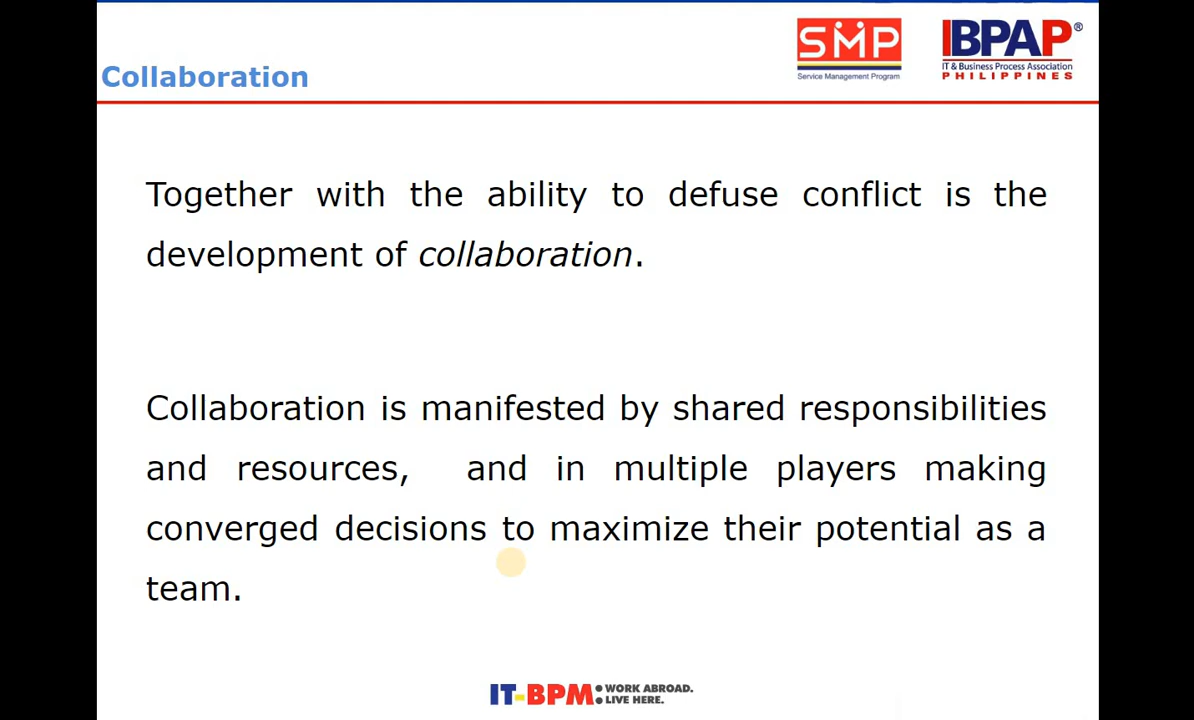 SMP
Service Management Program
IBPAP®
IT & Business Process Association
PHILIPPINES
Collaboration
Together with the ability to defuse conflict is the
development of collaboration.
Collaboration is manifested by shared responsibilities
and resources, and in multiple players making
converged decisions to maximize their potential as a
team.
IT-BPM: WORK ABROAD.
LIVE HERE.